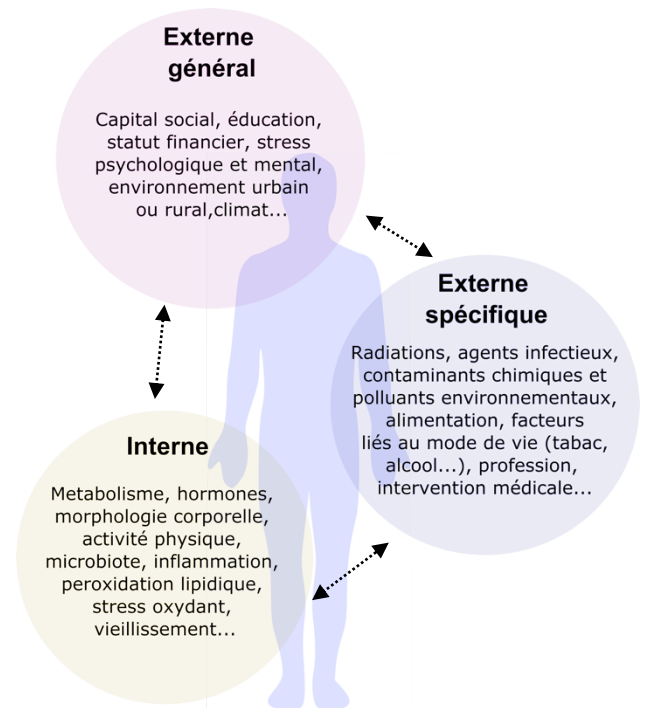 Externe
général
Capital social, éducation,
statut financier, stress
psychologique et mental,
environnement urbain
ou rural,climat...
Externe
spécifique
Radiations, agents infectieux,
contaminants chimiques et
polluants environnementaux,
alimentation, facteurs
liés au mode de vie (tabac,
alcool...), profession,
intervention médicale...
Interne
Metabolisme, hormones,
morphologie corporelle,
activité physique,
microbiote, inflammation,
peroxidation lipidique,
stress oxydant,
vieillissement...